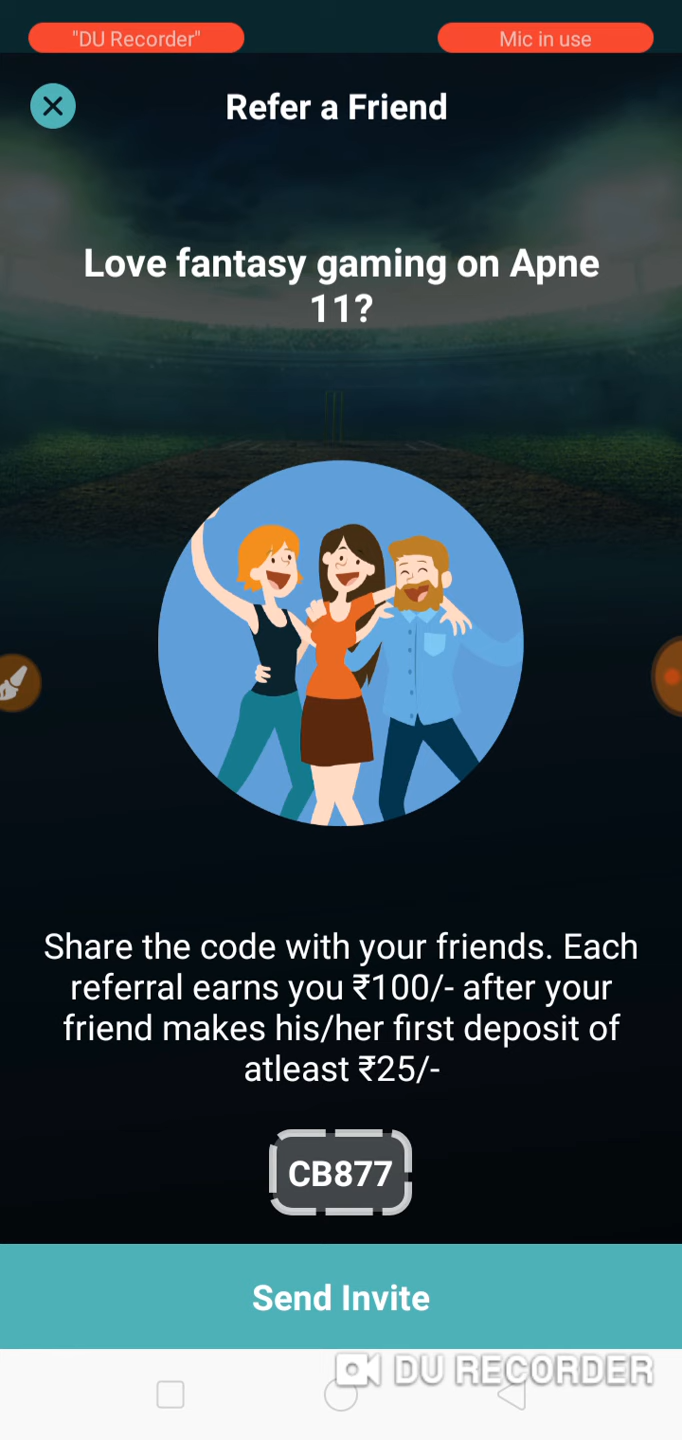 "DU Recorder"
Mic in use
Refer a Friend
Love fantasy gaming on Apne
11?
Share the code with your friends. Each
referral earns you ₹100/- after your
friend makes his/her first deposit of
atleast ₹25/-
CB877
Send Invite
DU RECORDER